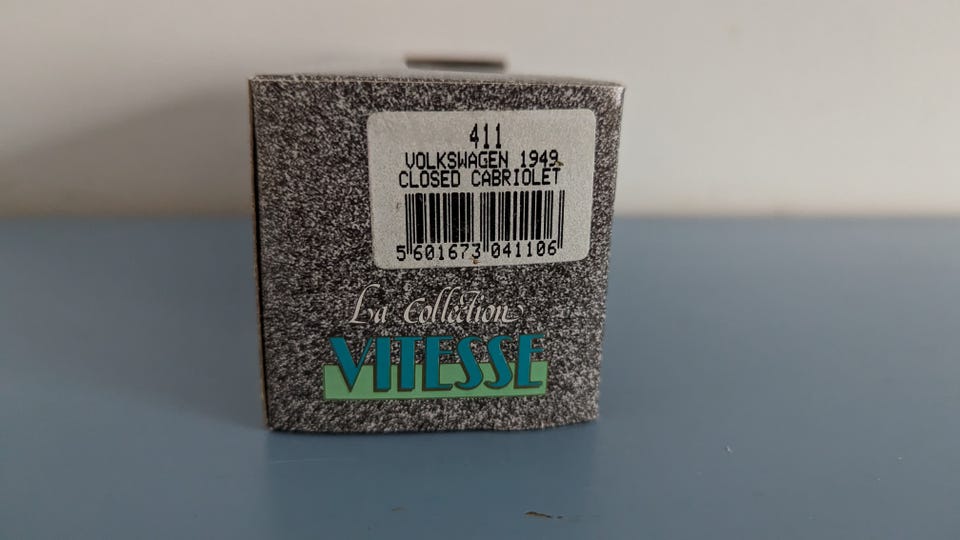 411
VOLKSWAGEN 1949
CLOSED CABRIOLET
5 601673 041106
La Collection
VITESSE